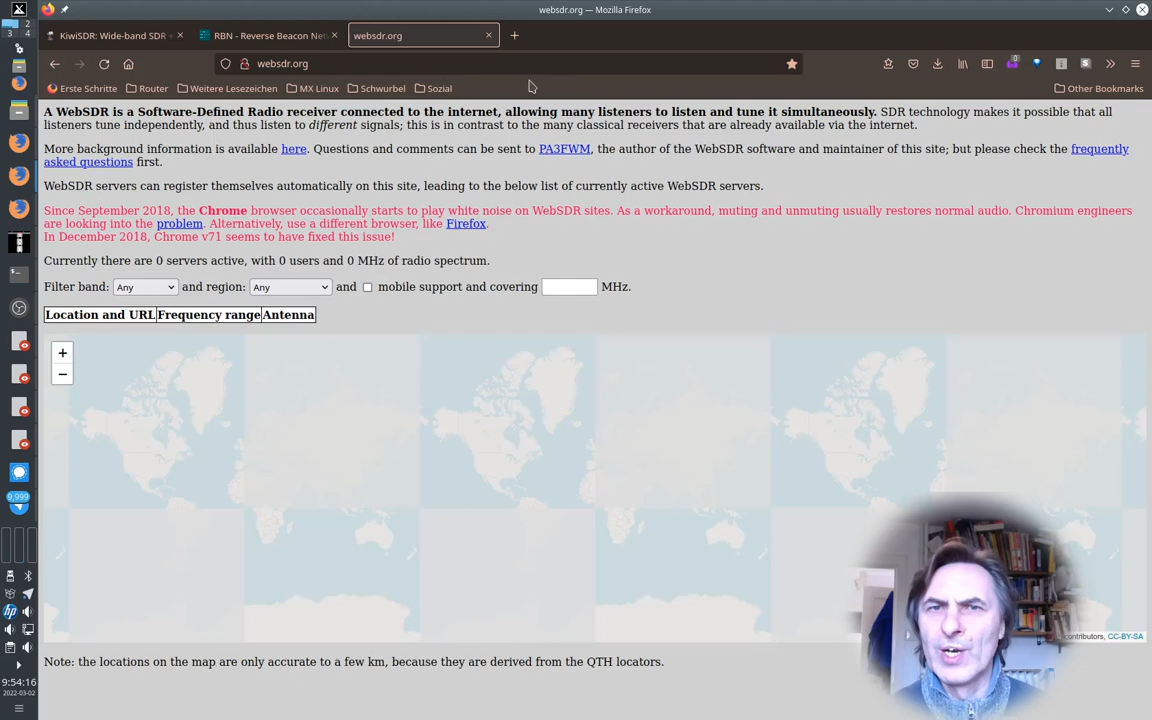 websdr.org — Mozilla Firefox
2
3 4
KiwiSDR: Wide-band SDR +
RBN - Reverse Beacon Net
websdr.org
websdr.org
0
Erste Schritte
Router
Weitere Lesezeichen
MX Linux
Schwurbel
Sozial
Other Bookmarks
A WebSDR is a Software-Defined Radio receiver connected to the internet, allowing many listeners to listen and tune it simultaneously. SDR technology makes it possible that all
listeners tune independently, and thus listen to different signals; this is in contrast to the many classical receivers that are already available via the internet.
More background information is available here. Questions and comments can be sent to PA3FWM, the author of the WebSDR software and maintainer of this site; but please check the frequently
asked questions first.
WebSDR servers can register themselves automatically on this site, leading to the below list of currently active WebSDR servers.
Since September 2018, the Chrome browser occasionally starts to play white noise on WebSDR sites. As a workaround, muting and unmuting usually restores normal audio. Chromium engineers
are looking into the problem. Alternatively, use a different browser, like Firefox.
In December 2018, Chrome v71 seems to have fixed this issue!
Currently there are 0 servers active, with 0 users and 0 MHz of radio spectrum.
Filter band: Any and region: Any and mobile support and covering MHz.
Location and URL Frequency range Antenna
+
−
contributors, CC-BY-SA
Note: the locations on the map are only accurate to a few km, because they are derived from the QTH locators.
9,999
hp
9:54:16
2022-03-02